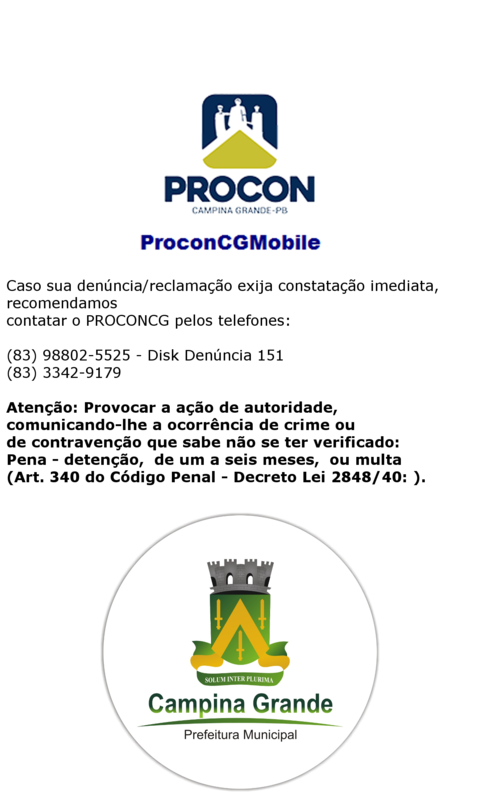 PROCON
CAMPINA GRANDE-PB
ProconCGMobile
Caso sua denúncia/reclamação exija constatação imediata,
recomendamos
contatar o PROCONCG pelos telefones:
(83) 98802-5525 - Disk Denúncia 151
(83) 3342-9179
Atenção: Provocar a ação de autoridade,
comunicando-lhe a ocorrência de crime ou
de contravenção que sabe não se ter verificado:
Pena - detenção,  de um a seis meses,  ou multa
(Art. 340 do Código Penal - Decreto Lei 2848/40: ).
SOLUM INTER PLURIMA
Campina Grande
Prefeitura Municipal